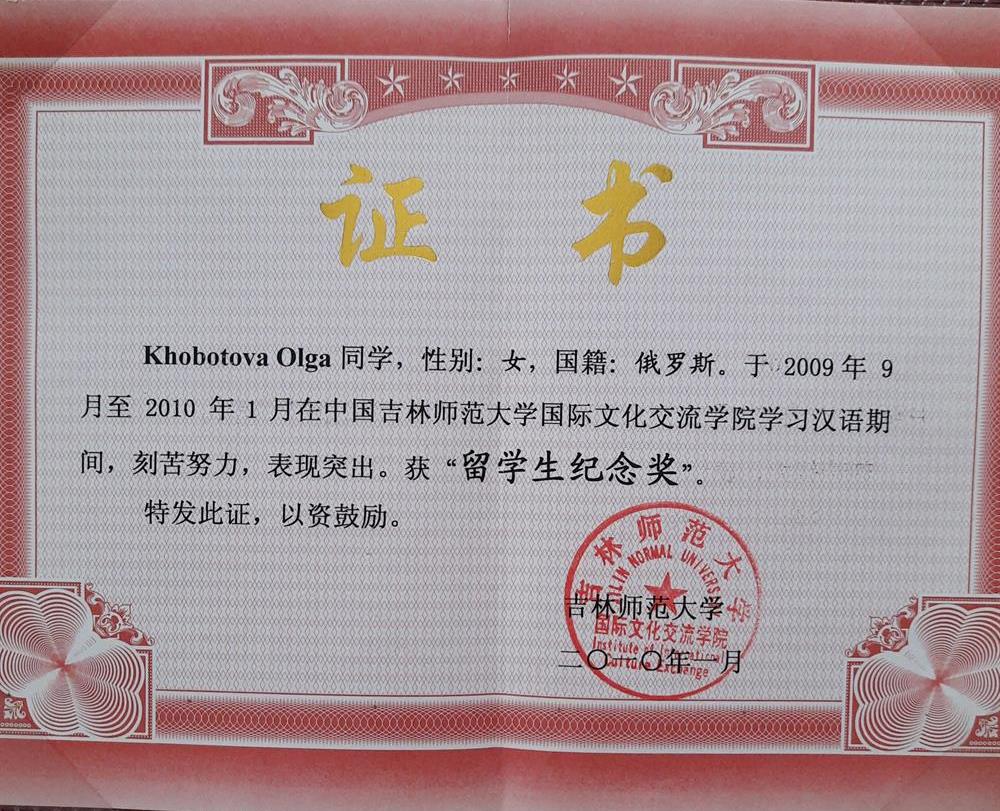 证 书
Khobotova Olga 同学，性别：女，国籍：俄罗斯。于 2009 年 9
月至 2010 年 1 月在中国吉林师范大学国际文化交流学院学习汉语期
间，刻苦努力，表现突出。获“留学生纪念奖”。
特发此证，以资鼓励。
吉林师范大学
JILIN NORMAL UNIVERSITY
吉林师范大学
国际文化交流学院
Institute of International
Cultural Exchange
二〇一〇年一月